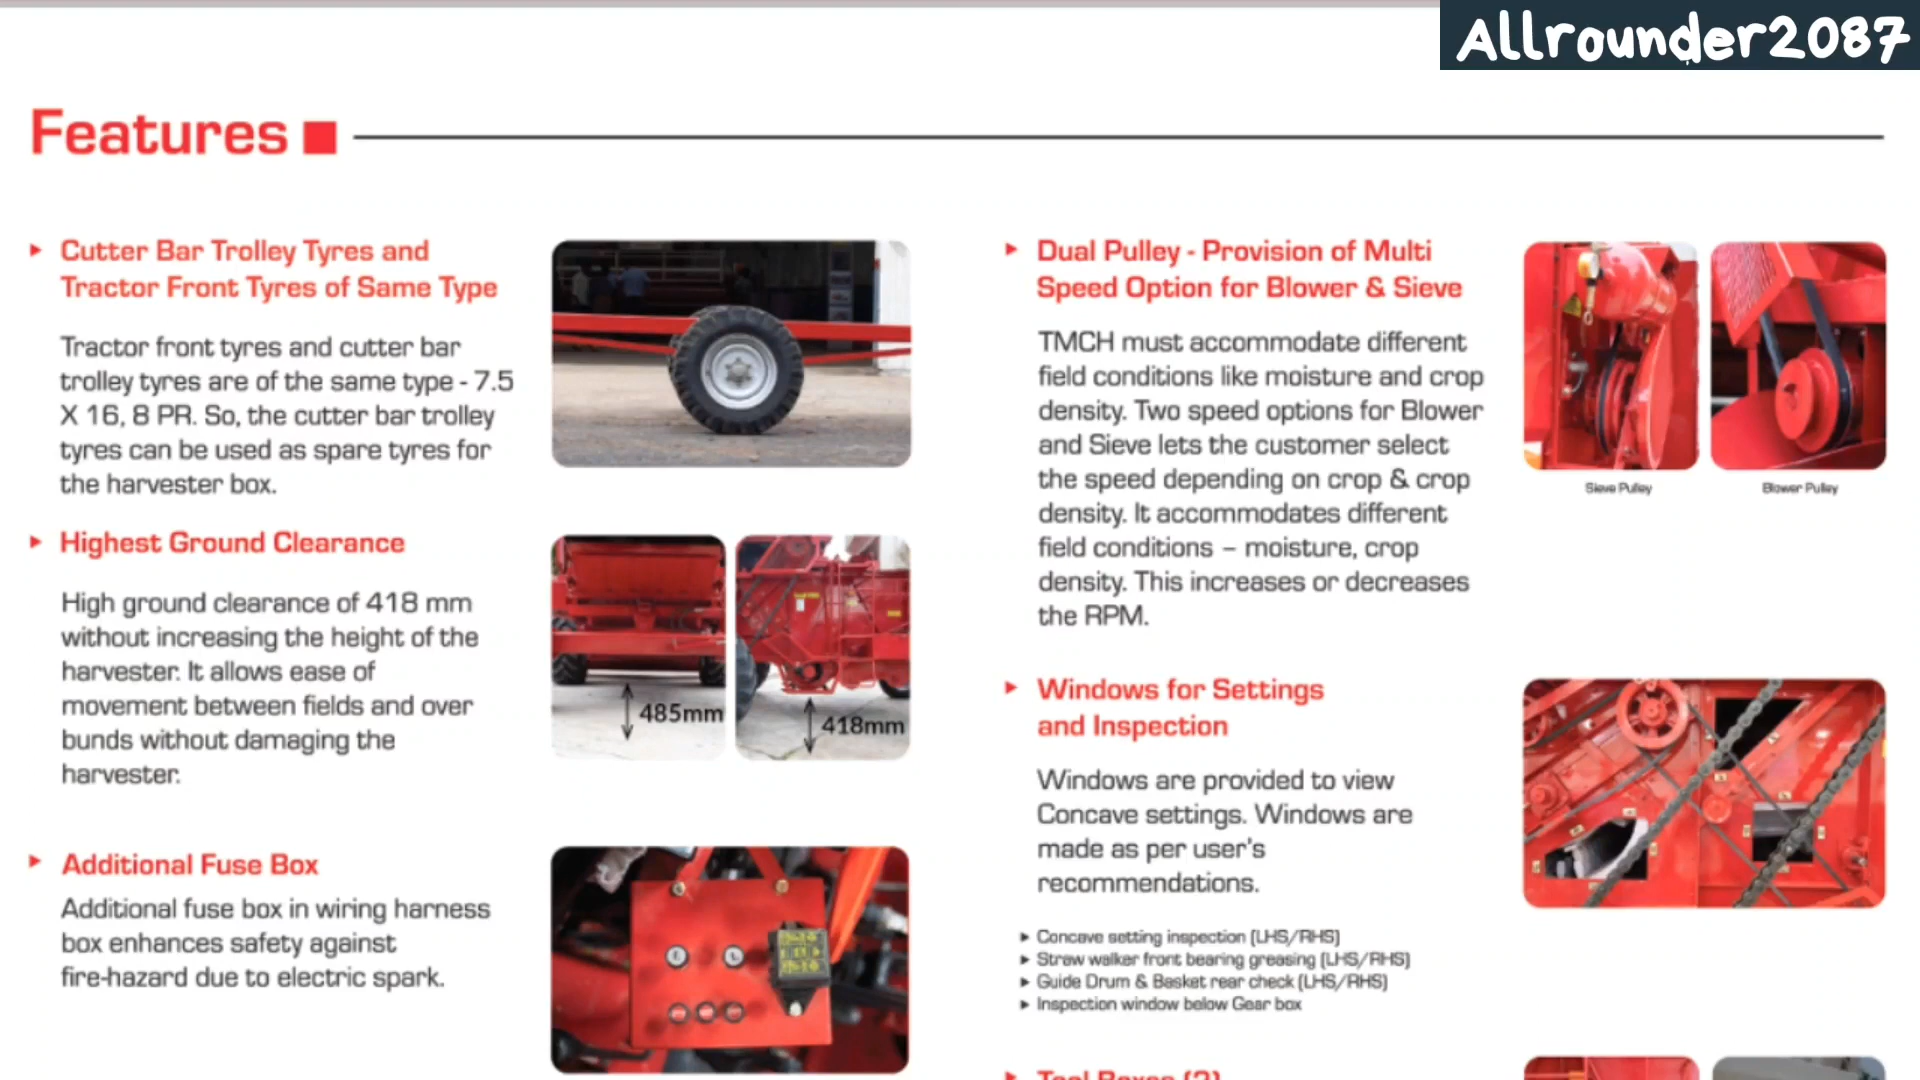 Allrounder2087
Features
Cutter Bar Trolley Tyres and
Tractor Front Tyres of Same Type
Tractor front tyres and cutter bar
trolley tyres are of the same type - 7.5
X 16, 8 PR. So, the cutter bar trolley
tyres can be used as spare tyres for
the harvester box.
Highest Ground Clearance
High ground clearance of 418 mm
without increasing the height of the
harvester. It allows ease of
movement between fields and over
bunds without damaging the
harvester.
485mm
418mm
Additional Fuse Box
Additional fuse box in wiring harness
box enhances safety against
fire-hazard due to electric spark.
Dual Pulley - Provision of Multi
Speed Option for Blower & Sieve
TMCH must accommodate different
field conditions like moisture and crop
density. Two speed options for Blower
and Sieve lets the customer select
the speed depending on crop & crop
density. It accommodates different
field conditions – moisture, crop
density. This increases or decreases
the RPM.
Sieve Pulley
Blower Pulley
Windows for Settings
and Inspection
Windows are provided to view
Concave settings. Windows are
made as per user's
recommendations.
Concave setting inspection (LHS/RHS)
Straw walker front bearing greasing (LHS/RHS)
Guide Drum & Basket rear check (LHS/RHS)
Inspection window below Gear box
Tool Boxes (2)